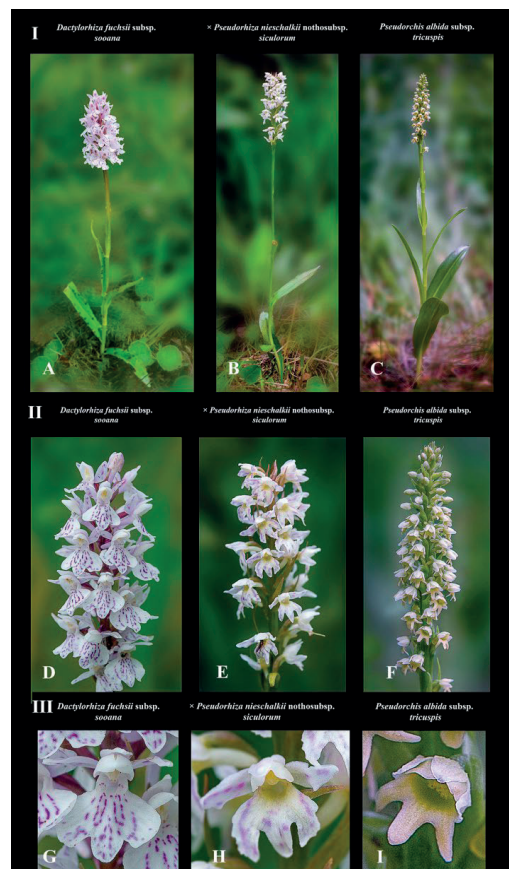 I
Dactylorhiza fuchsii subsp.
sooana
× Pseudorhiza nieschalkii nothosubsp.
siculorum
Pseudorchis albida subsp.
tricuspis
A
B
C
II
Dactylorhiza fuchsii subsp.
sooana
× Pseudorhiza nieschalkii nothosubsp.
siculorum
Pseudorchis albida subsp.
tricuspis
D
E
F
III
Dactylorhiza fuchsii subsp.
sooana
× Pseudorhiza nieschalkii nothosubsp.
siculorum
Pseudorchis albida subsp.
tricuspis
G
H
I